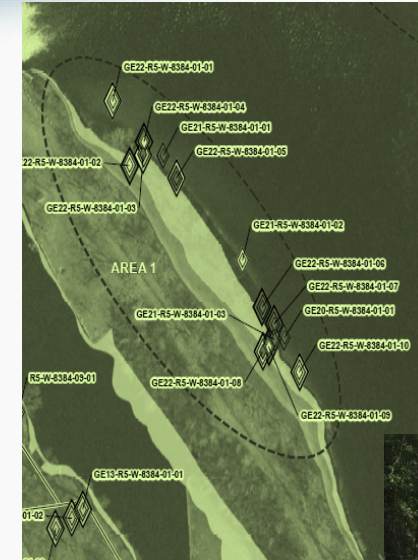 GE22-R5-W-8384-01-01
GE22-R5-W-8384-01-04
GE21-R5-W-8384-01-01
GE22-R5-W-8384-01-05
22-R5-W-8384-01-02
GE22-R5-W-8384-01-03
GE21-R5-W-8384-01-02
AREA 1
GE22-R5-W-8384-01-06
GE22-R5-W-8384-01-07
GE21-R5-W-8384-01-03
GE20-R5-W-8384-01-01
GE22-R5-W-8384-01-10
R5-W-8384-09-01
GE22-R5-W-8384-01-08
GE22-R5-W-8384-01-09
GE13-R5-W-8384-01-01
01-02